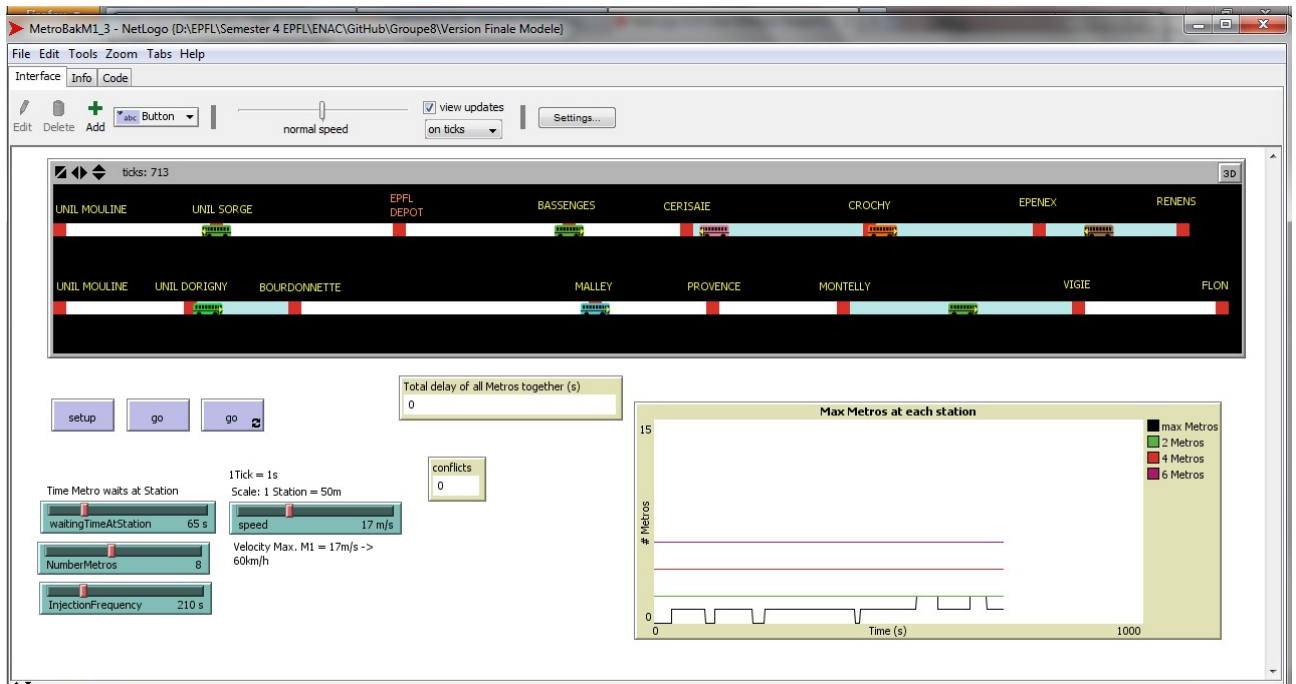 MetroBakM1_3 - NetLogo {D:\EPFL\Semester 4 EPFL\ENAC\GitHub\Groupe8\Version Finale Modele}
File Edit Tools Zoom Tabs Help
Interface Info Code
Edit Delete Add abc Button normal speed view updates on ticks Settings...
ticks: 713 3D
UNIL MOULINE UNIL SORGE EPFL DEPOT BASSENGES CERISAIE CROCHY EPENEX RENENS
UNIL MOULINE UNIL DORIGNY BOURDONNETTE MALLEY PROVENCE MONTELLY VIGIE FLON
setup go go
Total delay of all Metros together (s)
0
conflicts
0
Time Metro waits at Station
waitingTimeAtStation 65 s
NumberMetros 8
InjectionFrequency 210 s
1Tick = 1s
Scale: 1 Station = 50m
speed 17 m/s
Velocity Max. M1 = 17m/s ->
60km/h
Max Metros at each station
15
# Metros
0
0 Time (s) 1000
max Metros
2 Metros
4 Metros
6 Metros